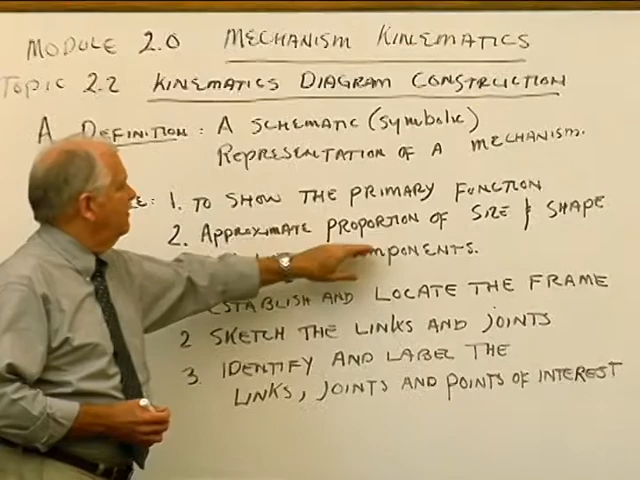 MODULE 2.0 MECHANISM KINEMATICS
TOPIC 2.2 KINEMATICS DIAGRAM CONSTRUCTION
A DEFINITION: A SCHEMATIC (SYMBOLIC)
REPRESENTATION OF A MECHANISM.
1. TO SHOW THE PRIMARY FUNCTION
2. APPROXIMATE PROPORTION OF SIZE & SHAPE
MPONENTS.
ESTABLISH AND LOCATE THE FRAME
2 SKETCH THE LINKS AND JOINTS
3. IDENTIFY AND LABEL THE
LINKS, JOINTS AND POINTS OF INTEREST